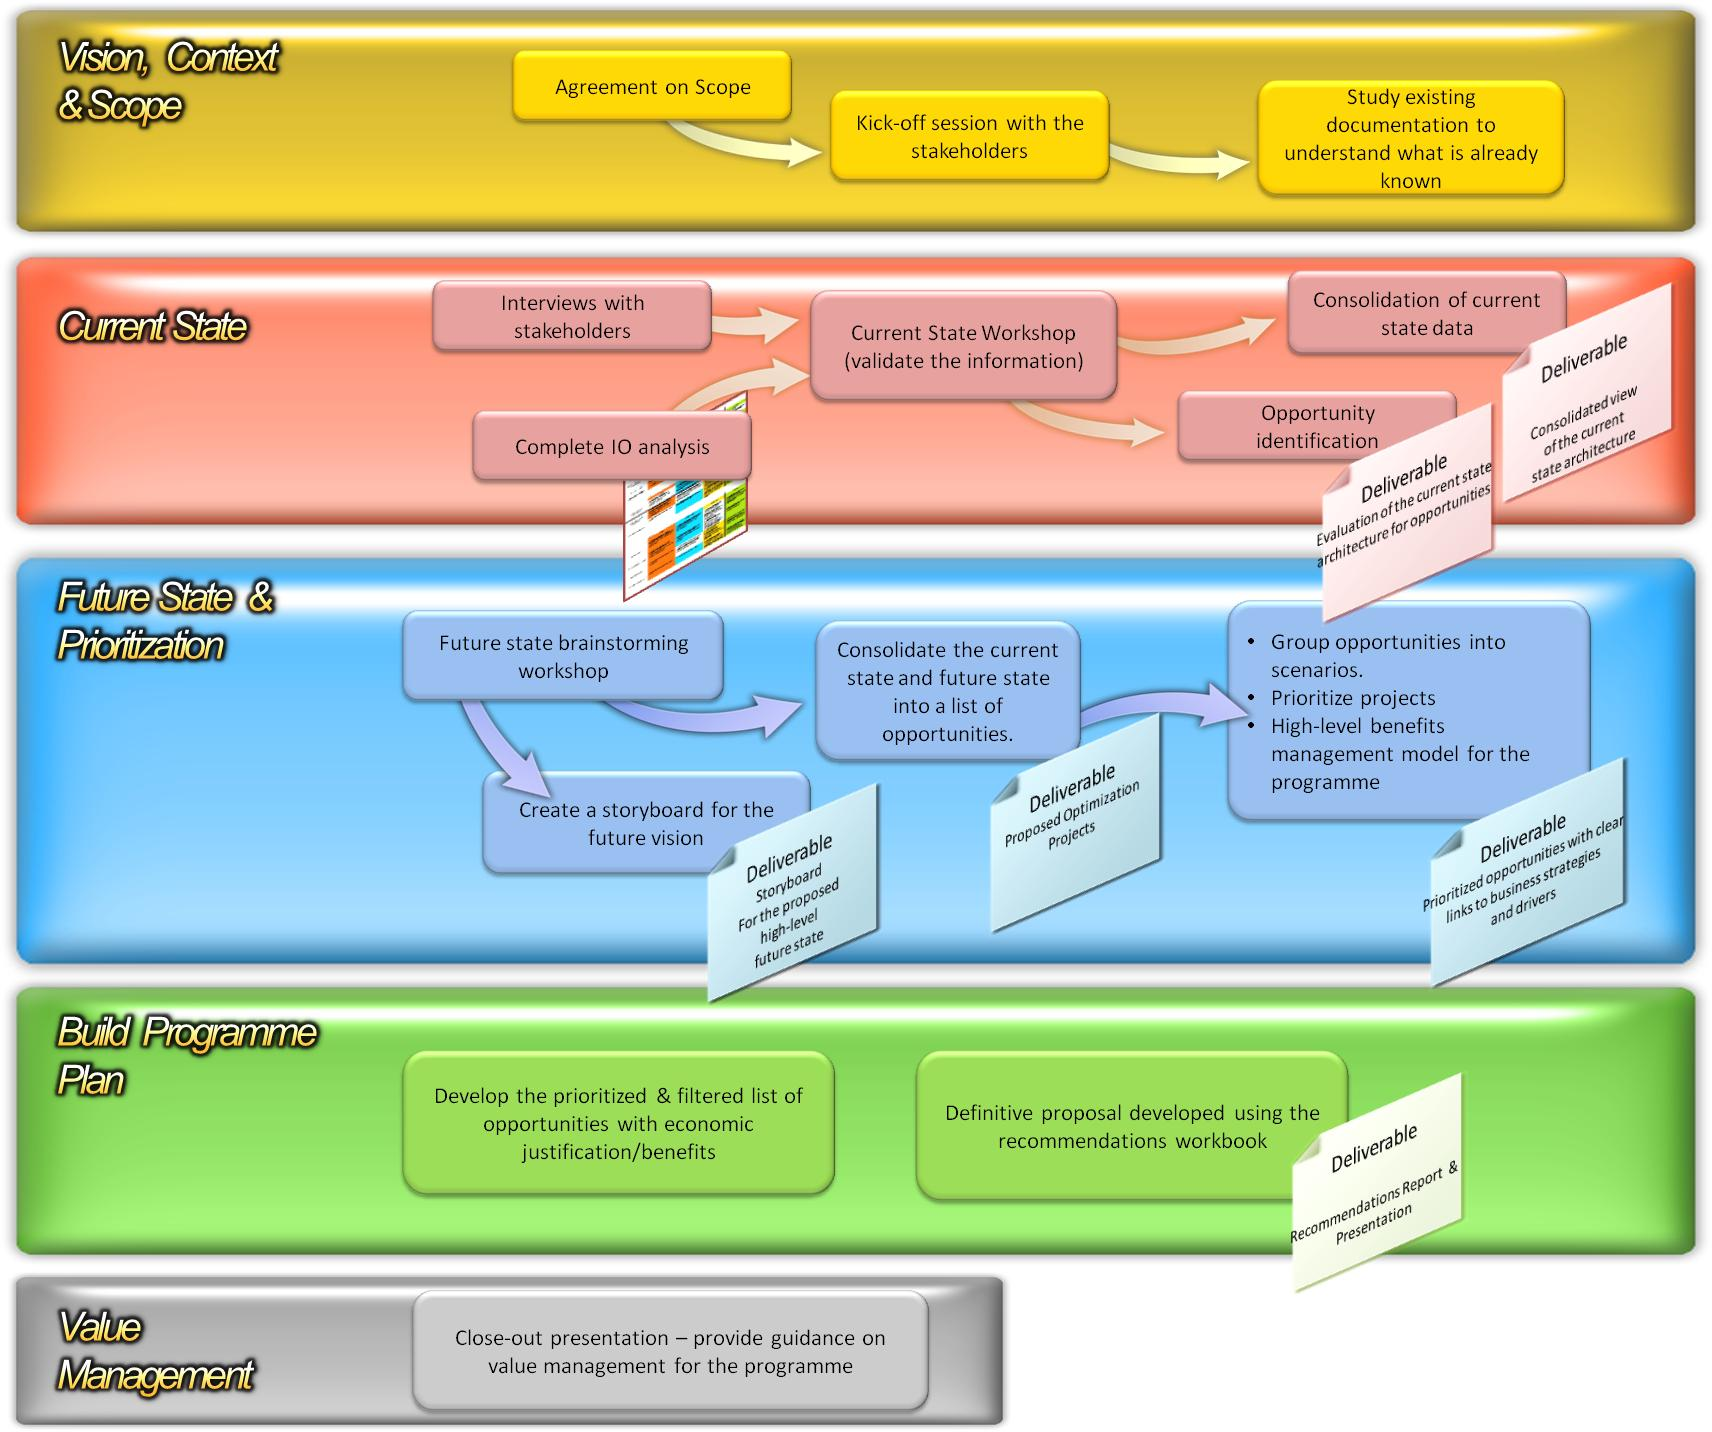 Vision, Context
& Scope
Agreement on Scope
Kick-off session with the
stakeholders
Study existing
documentation to
understand what is already
known
Current State
Interviews with
stakeholders
Complete IO analysis
Current State Workshop
(validate the information)
Consolidation of current
state data
Deliverable
Consolidated view
of the current
state architecture
Opportunity
identification
Deliverable
Evaluation of the current state
architecture for opportunities
Future State &
Prioritization
Future state brainstorming
workshop
Create a storyboard for the
future vision
Deliverable
Storyboard
For the proposed
high-level
future state
Consolidate the current
state and future state
into a list of
opportunities.
Deliverable
Proposed Optimization
Projects
• Group opportunities into
scenarios.
• Prioritize projects
• High-level benefits
management model for the
programme
Deliverable
Prioritized opportunities with clear
links to business strategies
and drivers
Build Programme
Plan
Develop the prioritized & filtered list of
opportunities with economic
justification/benefits
Definitive proposal developed using the
recommendations workbook
Deliverable
Recommendations Report &
Presentation
Value
Management
Close-out presentation – provide guidance on
value management for the programme